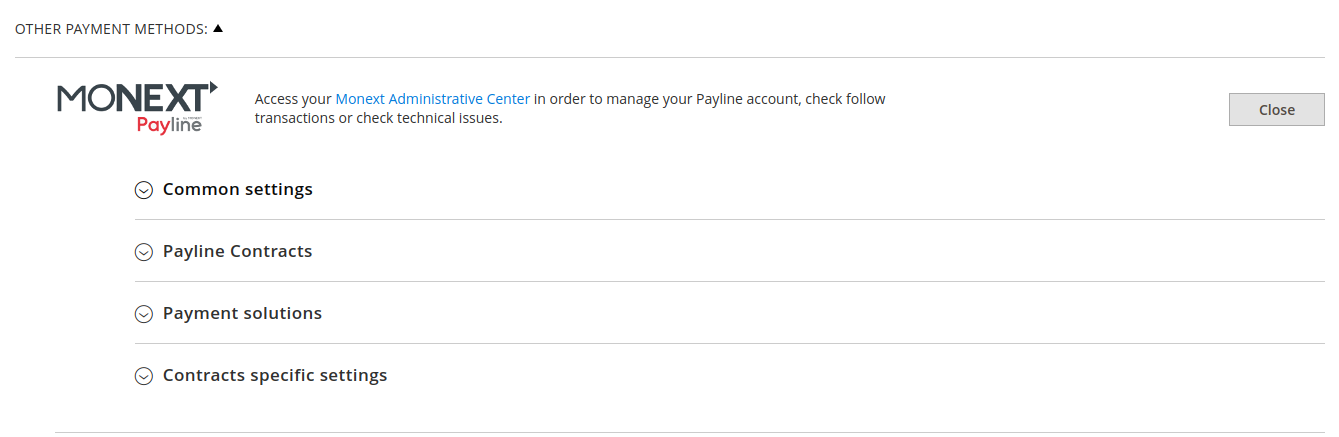 OTHER PAYMENT METHODS:
MONEXT
Payline
Access your Monext Administrative Center in order to manage your Payline account, check follow
transactions or check technical issues.
Close
Common settings
Payline Contracts
Payment solutions
Contracts specific settings